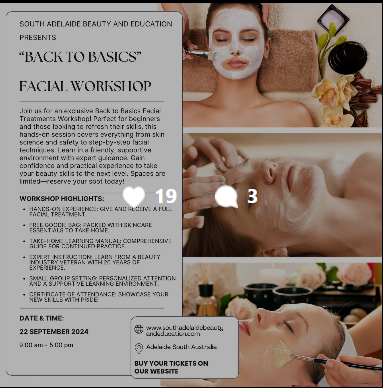 SOUTH ADELAIDE BEAUTY AND EDUCATION
PRESENTS
“BACK TO BASICS”
FACIAL WORKSHOP
Join us for an exclusive Back to Basics Facial
Treatments Workshop! Perfect for beginners
and those looking to refresh their skills, this
hands-on session covers everything from skin
science and safety to step-by-step facial
techniques. Learn in a friendly, supportive
environment with expert guidance. Gain
confidence and practical experience to take
your beauty skills to the next level. Spaces are
limited—reserve your spot today!
19
3
WORKSHOP HIGHLIGHTS:
• HANDS-ON EXPERIENCE: GIVE AND RECEIVE A FULL
FACIAL TREATMENT.
• FREE GOODIE BAG: PACKED WITH SKINCARE
ESSENTIALS TO TAKE HOME.
• TAKE-HOME LEARNING MANUAL: COMPREHENSIVE
GUIDE FOR CONTINUED PRACTICE.
• EXPERT INSTRUCTION: LEARN FROM A BEAUTY
INDUSTRY VETERAN WITH 20 YEARS OF
EXPERIENCE.
• SMALL GROUP SETTING: PERSONALIZED ATTENTION
AND A SUPPORTIVE LEARNING ENVIRONMENT.
• CERTIFICATE OF ATTENDANCE: SHOWCASE YOUR
NEW SKILLS WITH PRIDE!
DATE & TIME:
22 SEPTEMBER 2024
9:00 am - 5:00 pm
www.southadelaidebeauty
andeducation.com
Adelaide South Australia
BUY YOUR TICKETS ON
OUR WEBSITE